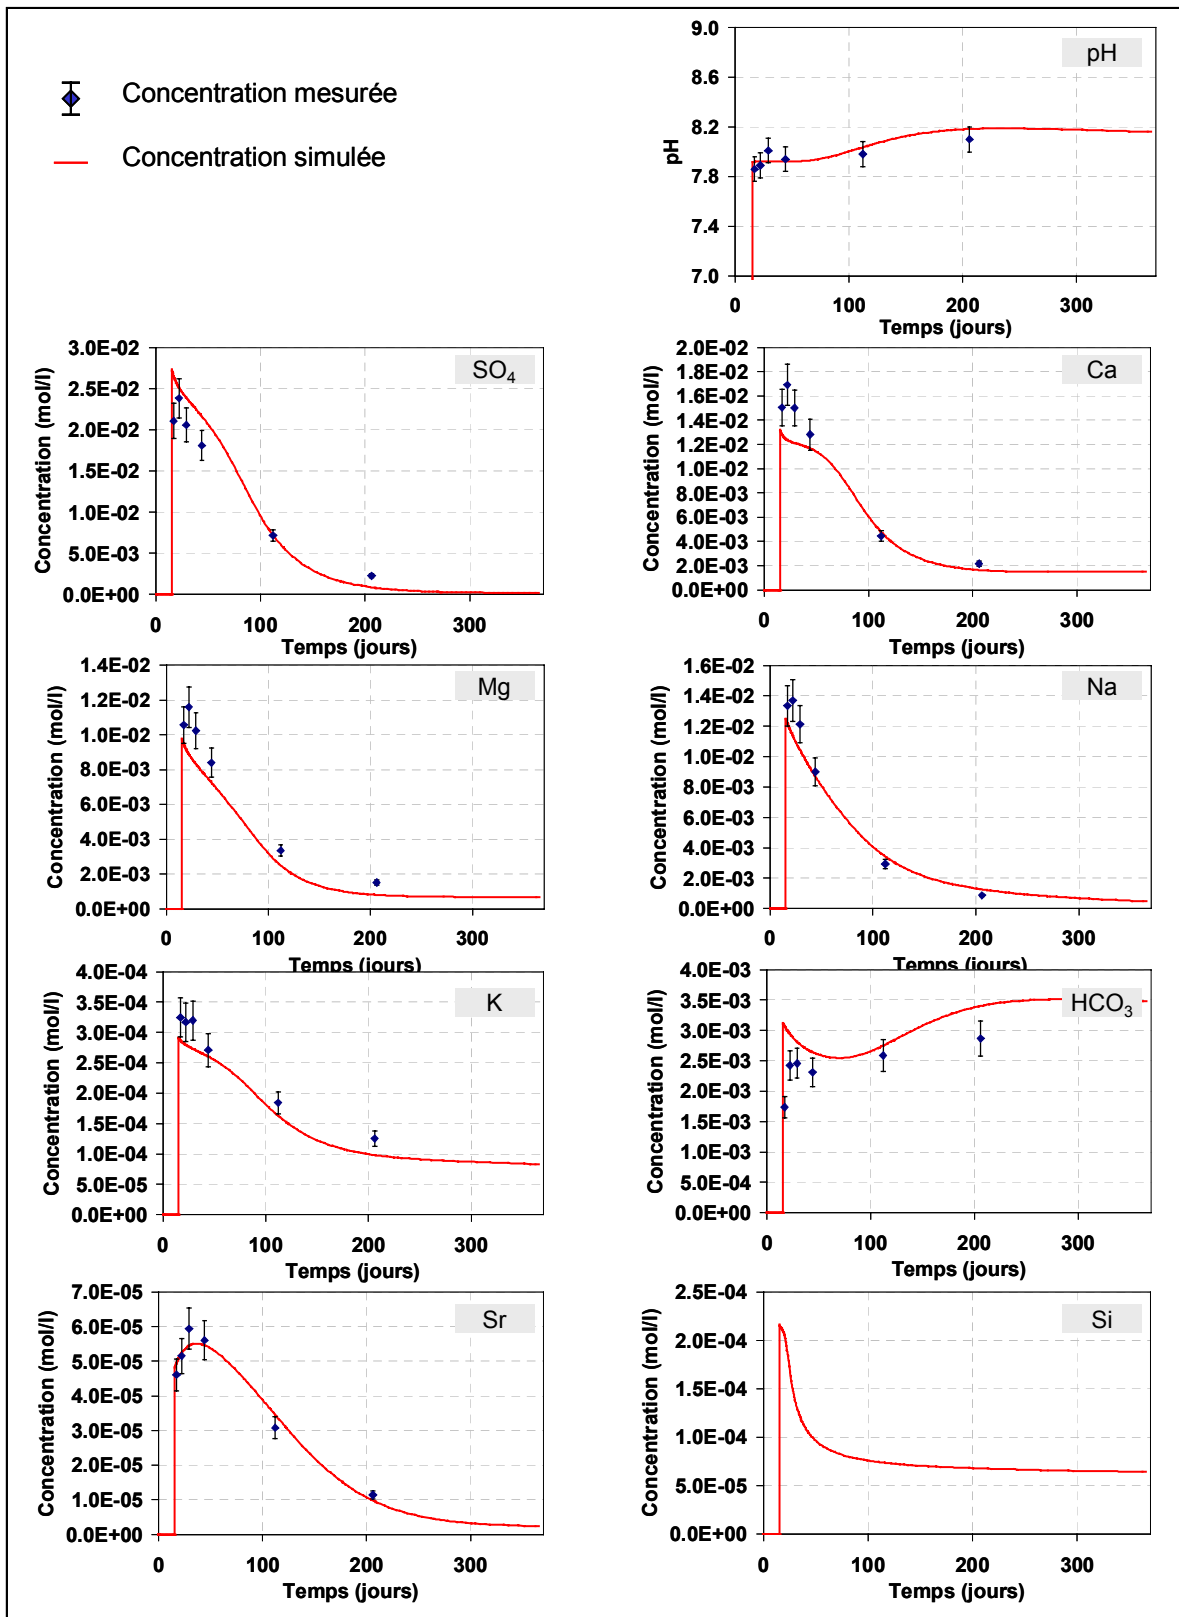 Concentration mesurée
Concentration simulée
pH
9.0
8.6
8.2
7.8
7.4
7.0
pH
0 100 200 300
Temps (jours)
SO4
3.0E-02
2.5E-02
2.0E-02
1.5E-02
1.0E-02
5.0E-03
0.0E+00
Concentration (mol/l)
0 100 200 300
Temps (jours)
Ca
2.0E-02
1.8E-02
1.6E-02
1.4E-02
1.2E-02
1.0E-02
8.0E-03
6.0E-03
4.0E-03
2.0E-03
0.0E+00
Concentration (mol/l)
0 100 200 300
Temps (jours)
Mg
1.4E-02
1.2E-02
1.0E-02
8.0E-03
6.0E-03
4.0E-03
2.0E-03
0.0E+00
Concentration (mol/l)
0 100 200 300
Temps (jours)
Na
1.6E-02
1.4E-02
1.2E-02
1.0E-02
8.0E-03
6.0E-03
4.0E-03
2.0E-03
0.0E+00
Concentration (mol/l)
0 100 200 300
Temps (jours)
K
4.0E-04
3.5E-04
3.0E-04
2.5E-04
2.0E-04
1.5E-04
1.0E-04
5.0E-05
0.0E+00
Concentration (mol/l)
0 100 200 300
Temps (jours)
HCO3
4.0E-03
3.5E-03
3.0E-03
2.5E-03
2.0E-03
1.5E-03
1.0E-03
5.0E-04
0.0E+00
Concentration (mol/l)
0 100 200 300
Temps (jours)
Sr
7.0E-05
6.0E-05
5.0E-05
4.0E-05
3.0E-05
2.0E-05
1.0E-05
0.0E+00
Concentration (mol/l)
0 100 200 300
Temps (jours)
Si
2.5E-04
2.0E-04
1.5E-04
1.0E-04
5.0E-05
0.0E+00
Concentration (mol/l)
0 100 200 300
Temps (jours)